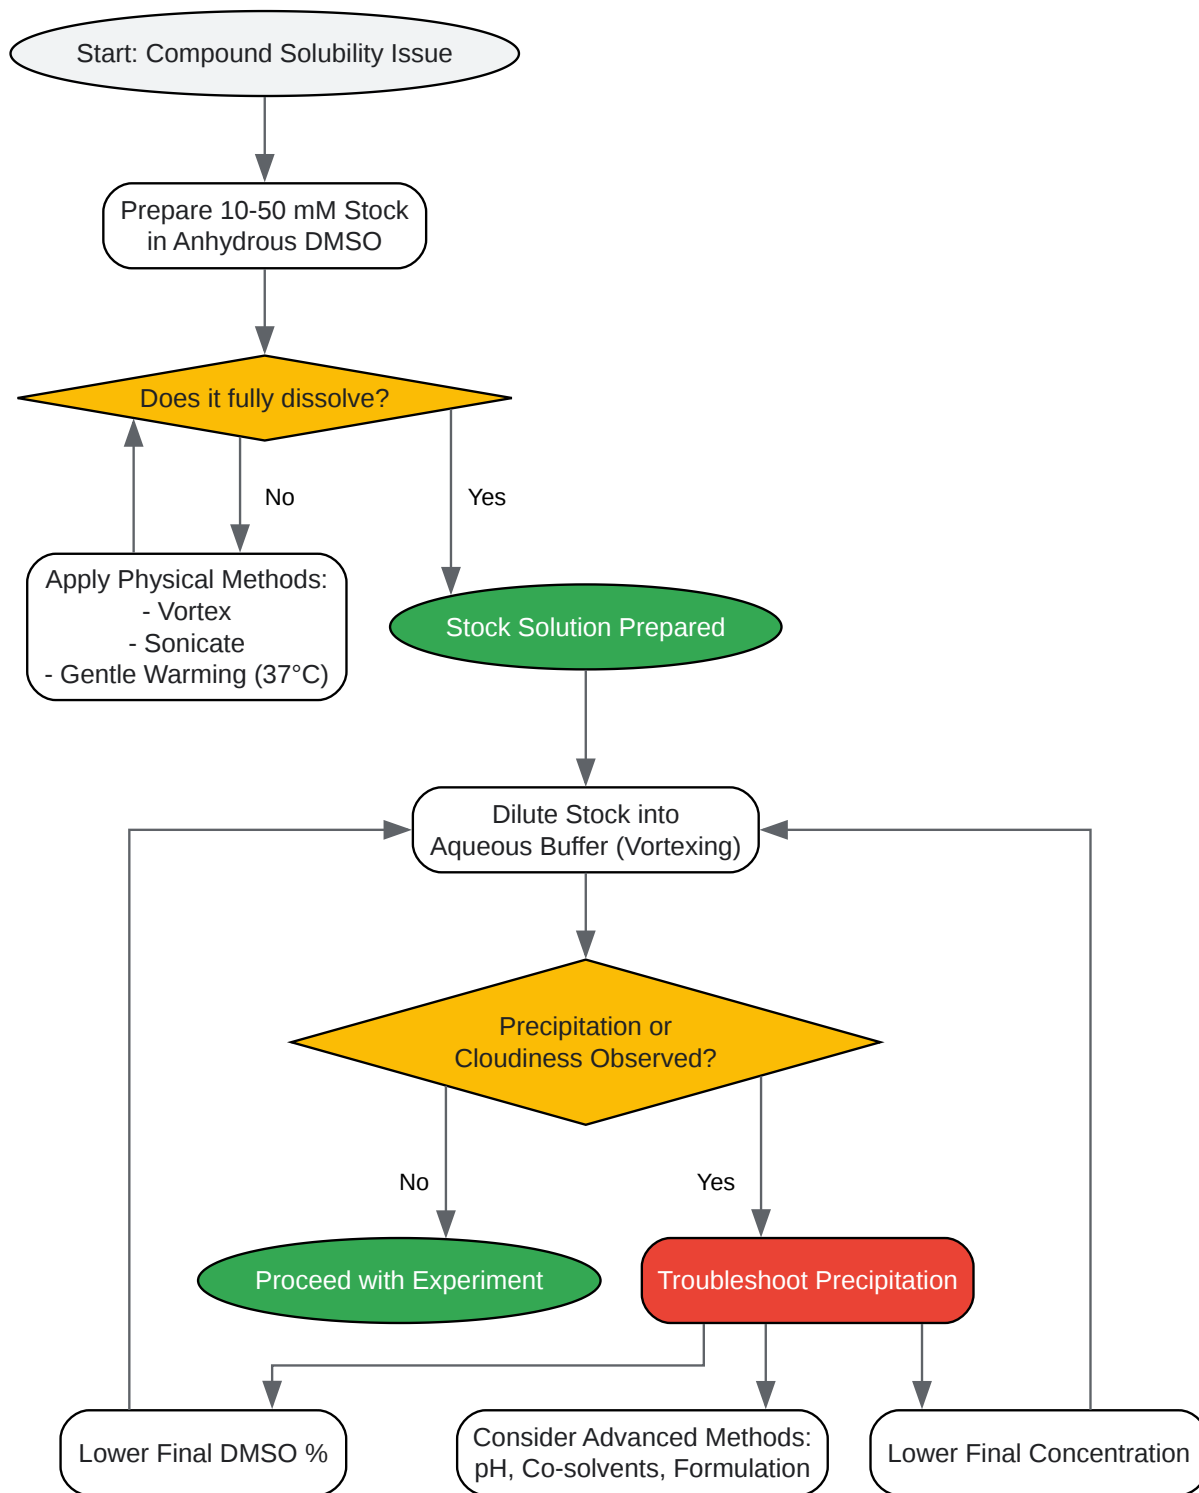 Start: Compound Solubility Issue
Prepare 10-50 mM Stock
in Anhydrous DMSO
Does it fully dissolve?
No
Yes
Apply Physical Methods:
- Vortex
- Sonicate
- Gentle Warming (37°C)
Stock Solution Prepared
Dilute Stock into
Aqueous Buffer (Vortexing)
Precipitation or
Cloudiness Observed?
No
Yes
Proceed with Experiment
Troubleshoot Precipitation
Lower Final DMSO %
Consider Advanced Methods:
pH, Co-solvents, Formulation
Lower Final Concentration